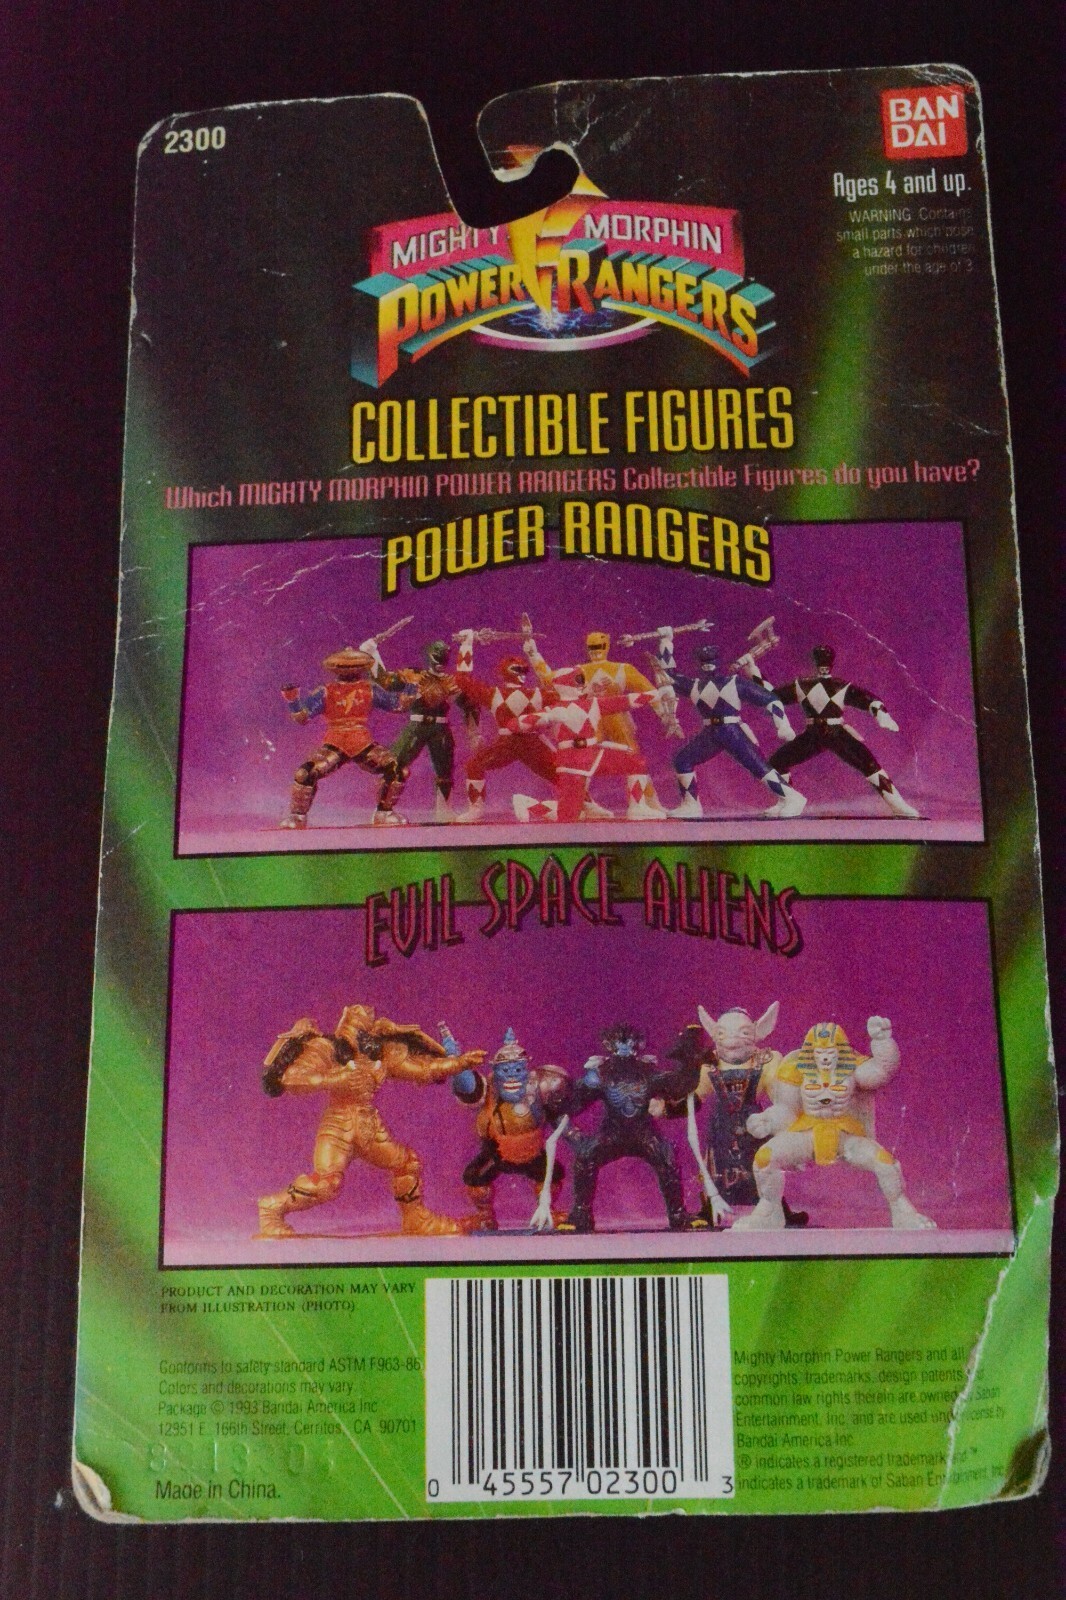 2300
BAN
DAI
Ages 4 and up.
WARNING: Contains
small parts which pose
a hazard for children
under the age of 3.
MIGHTY MORPHIN
POWER RANGERS
COLLECTIBLE FIGURES
Which MIGHTY MORPHIN POWER RANGERS Collectible Figures do you have?
POWER RANGERS
EVIL SPACE ALIENS
PRODUCT AND DECORATION MAY VARY
FROM ILLUSTRATION (PHOTO)
Conforms to safety standard ASTM F963-86
Colors and decorations may vary.
Package © 1993 Bandai America Inc.
12951 E. 166th Street, Cerritos, CA 90701
Made in China.
0 45557 02300 3
Mighty Morphin Power Rangers and all
copyrights, trademarks, design patents
common law rights therein are owned by Saban
Entertainment, Inc. and are used under license by
Bandai America Inc.
® indicates a registered trademark and ™
indicates a trademark of Saban Entertainment, Inc.